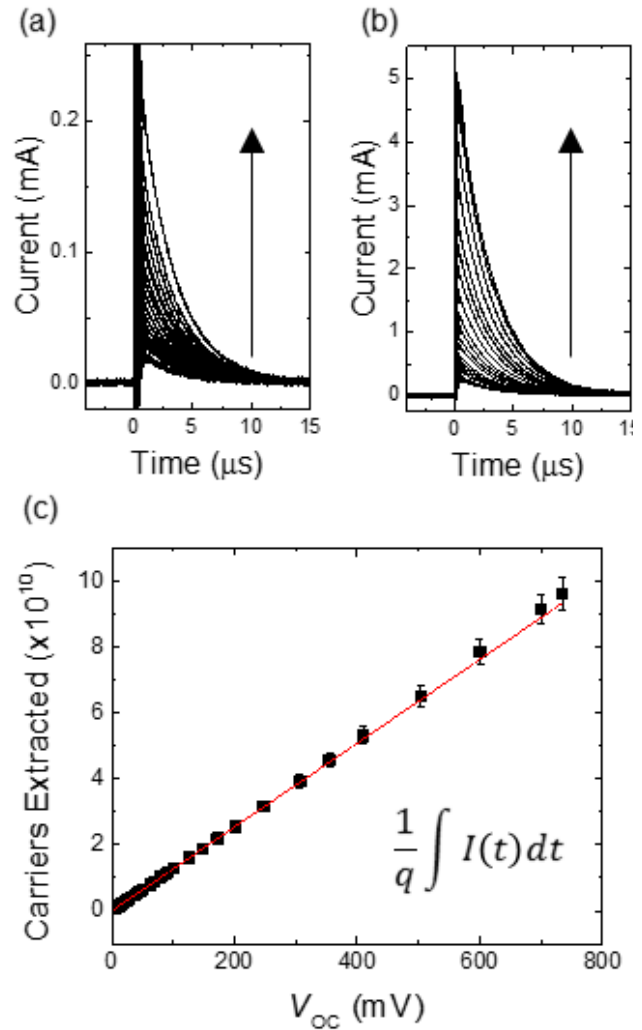 (a)
(b)
Current (mA)
0.2
0.1
0.0
0
5
10
15
Time (μs)
Current (mA)
5
4
3
2
1
0
0
5
10
15
Time (μs)
(c)
Carriers Extracted (x10¹⁰)
10
8
6
4
2
0
0
200
400
600
800
V_OC (mV)
1/q ∫ I(t)dt